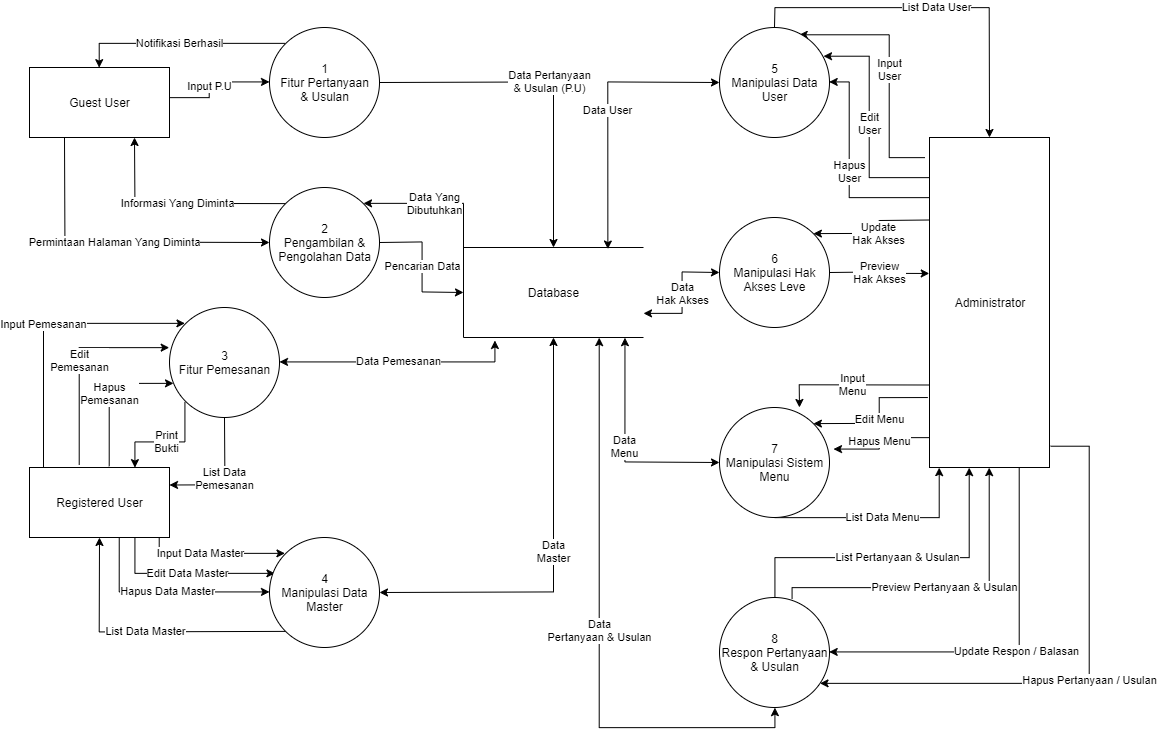 List Data User
Notifikasi Berhasil
1
Fitur Pertanyaan
& Usulan
Guest User
Input P.U
Data Pertanyaan
& Usulan (P.U)
Data User
5
Manipulasi Data
User
Input
User
Edit
User
Hapus
User
Informasi Yang Diminta
Permintaan Halaman Yang Diminta
2
Pengambilan &
Pengolahan Data
Data Yang
Dibutuhkan
Pencarian Data
Database
Data
Hak Akses
6
Manipulasi Hak
Akses Leve
Update
Hak Akses
Preview
Hak Akses
Administrator
Input Pemesanan
Edit
Pemesanan
Hapus
Pemesanan
3
Fitur Pemesanan
Data Pemesanan
Print
Bukti
List Data
Pemesanan
Registered User
Data
Menu
7
Manipulasi Sistem
Menu
Input
Menu
Edit Menu
Hapus Menu
List Data Menu
Input Data Master
Edit Data Master
Hapus Data Master
List Data Master
4
Manipulasi Data
Master
Data
Master
Data
Pertanyaan & Usulan
List Pertanyaan & Usulan
Preview Pertanyaan & Usulan
8
Respon Pertanyaan
& Usulan
Update Respon / Balasan
Hapus Pertanyaan / Usulan